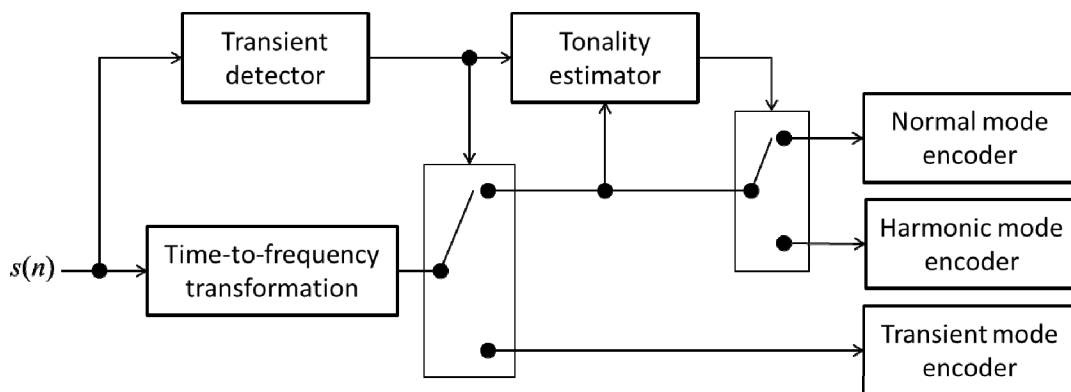 Transient
detector
Tonality
estimator
Normal mode
encoder
Harmonic mode
encoder
s(n)
Time-to-frequency
transformation
Transient mode
encoder